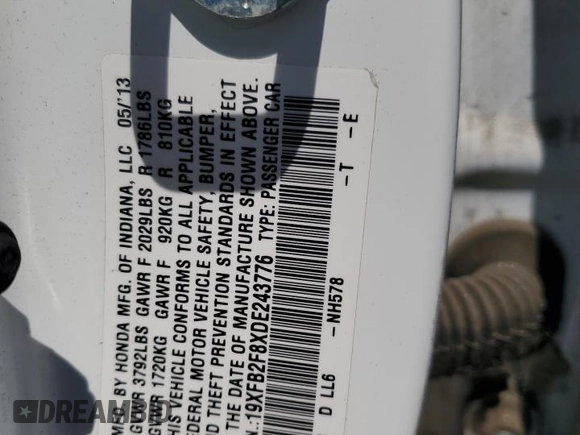 MFD. BY HONDA MFG. OF INDIANA, LLC 05/'13
GVWR 3792LBS GAWR F 2029LBS R 1786LBS
GVWR 1720KG GAWR F 920KG R 810KG
THIS VEHICLE CONFORMS TO ALL APPLICABLE
FEDERAL MOTOR VEHICLE SAFETY, BUMPER,
AND THEFT PREVENTION STANDARDS IN EFFECT
ON THE DATE OF MANUFACTURE SHOWN ABOVE.
V.I.N.:19XFB2F8XDE243776 TYPE: PASSENGER CAR
D LL6 -NH578 -T -E
DEALERSHIP